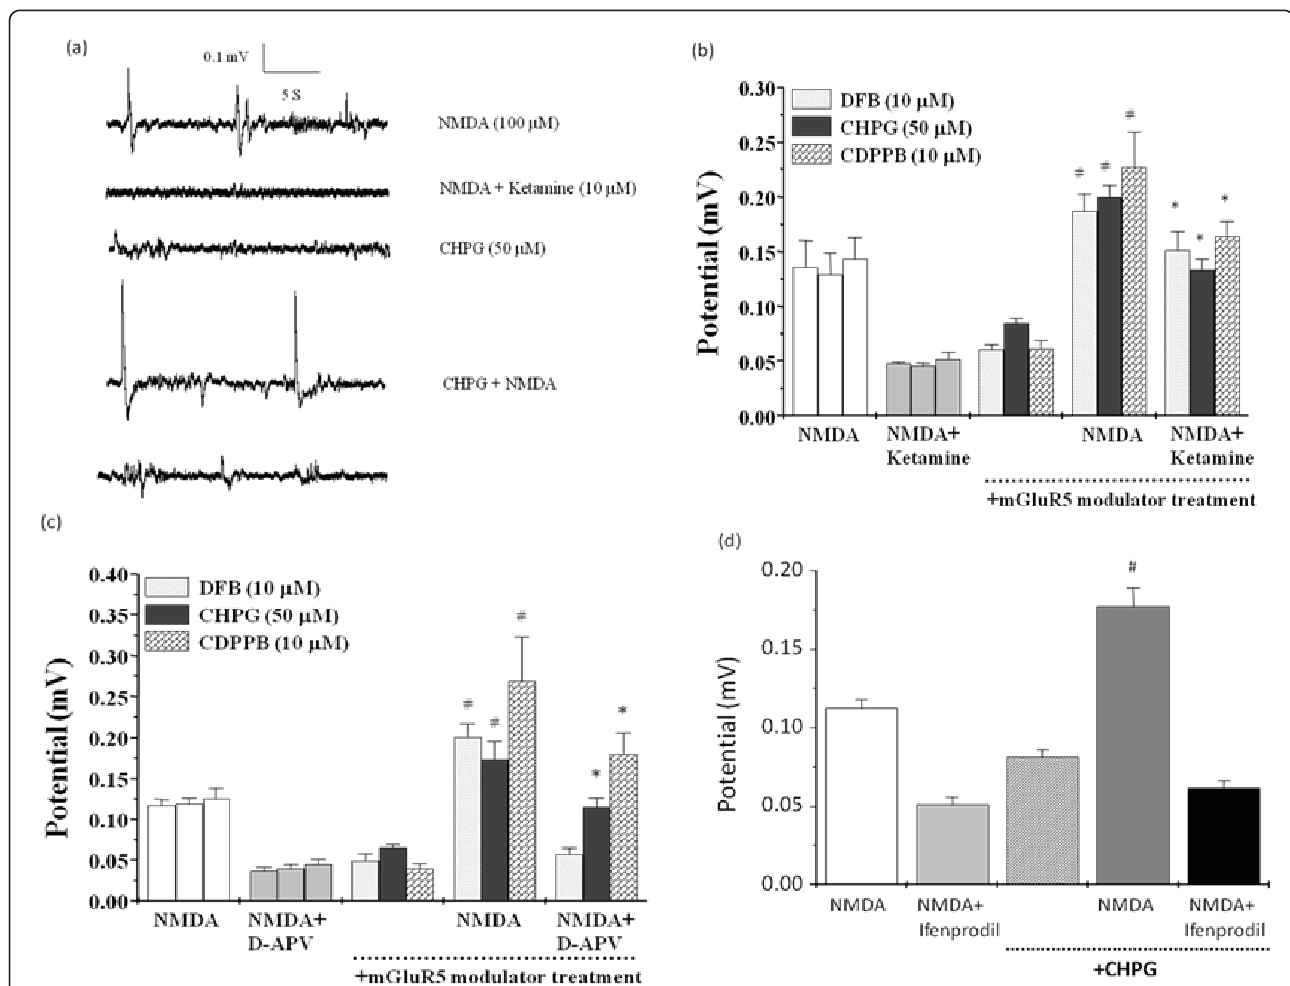 (a)
0.1 mV
5 S
NMDA (100 μM)
NMDA + Ketamine (10 μM)
CHPG (50 μM)
CHPG + NMDA
(b)
Potential (mV)
0.30
0.25
0.20
0.15
0.10
0.05
0.00
DFB (10 μM)
CHPG (50 μM)
CDPPB (10 μM)
# # #
* * *
NMDA
NMDA+
Ketamine
NMDA
NMDA+
Ketamine
+mGluR5 modulator treatment
(c)
Potential (mV)
0.40
0.35
0.30
0.25
0.20
0.15
0.10
0.05
0.00
DFB (10 μM)
CHPG (50 μM)
CDPPB (10 μM)
# # #
* *
NMDA
NMDA+
D-APV
NMDA
NMDA+
D-APV
+mGluR5 modulator treatment
(d)
Potential (mV)
0.20
0.15
0.10
0.05
0.00
#
NMDA
NMDA+
Ifenprodil
NMDA
NMDA+
Ifenprodil
+CHPG